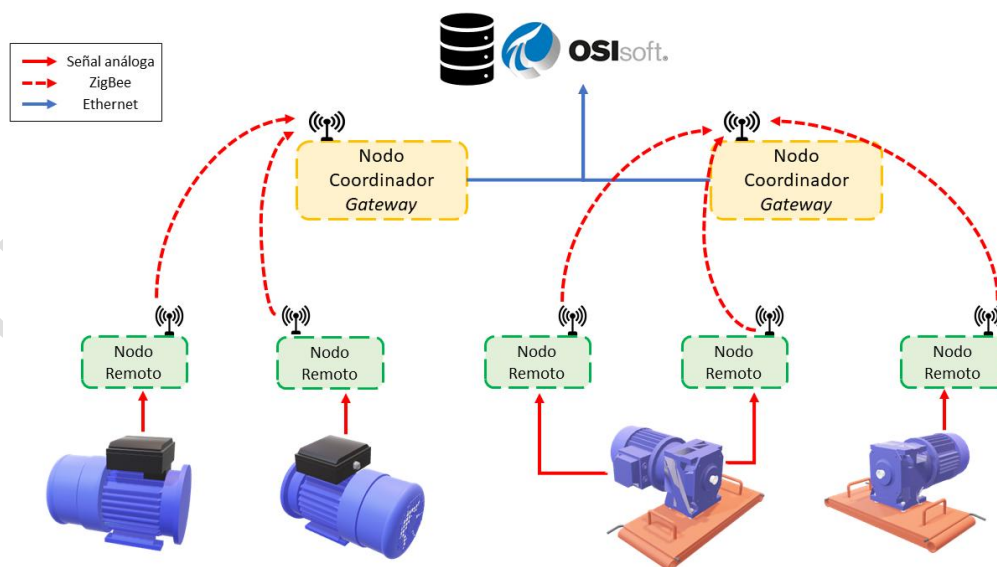 OSIsoft.
Señal análoga
ZigBee
Ethernet
Nodo
Coordinador
Gateway
Nodo
Coordinador
Gateway
Nodo
Remoto
Nodo
Remoto
Nodo
Remoto
Nodo
Remoto
Nodo
Remoto